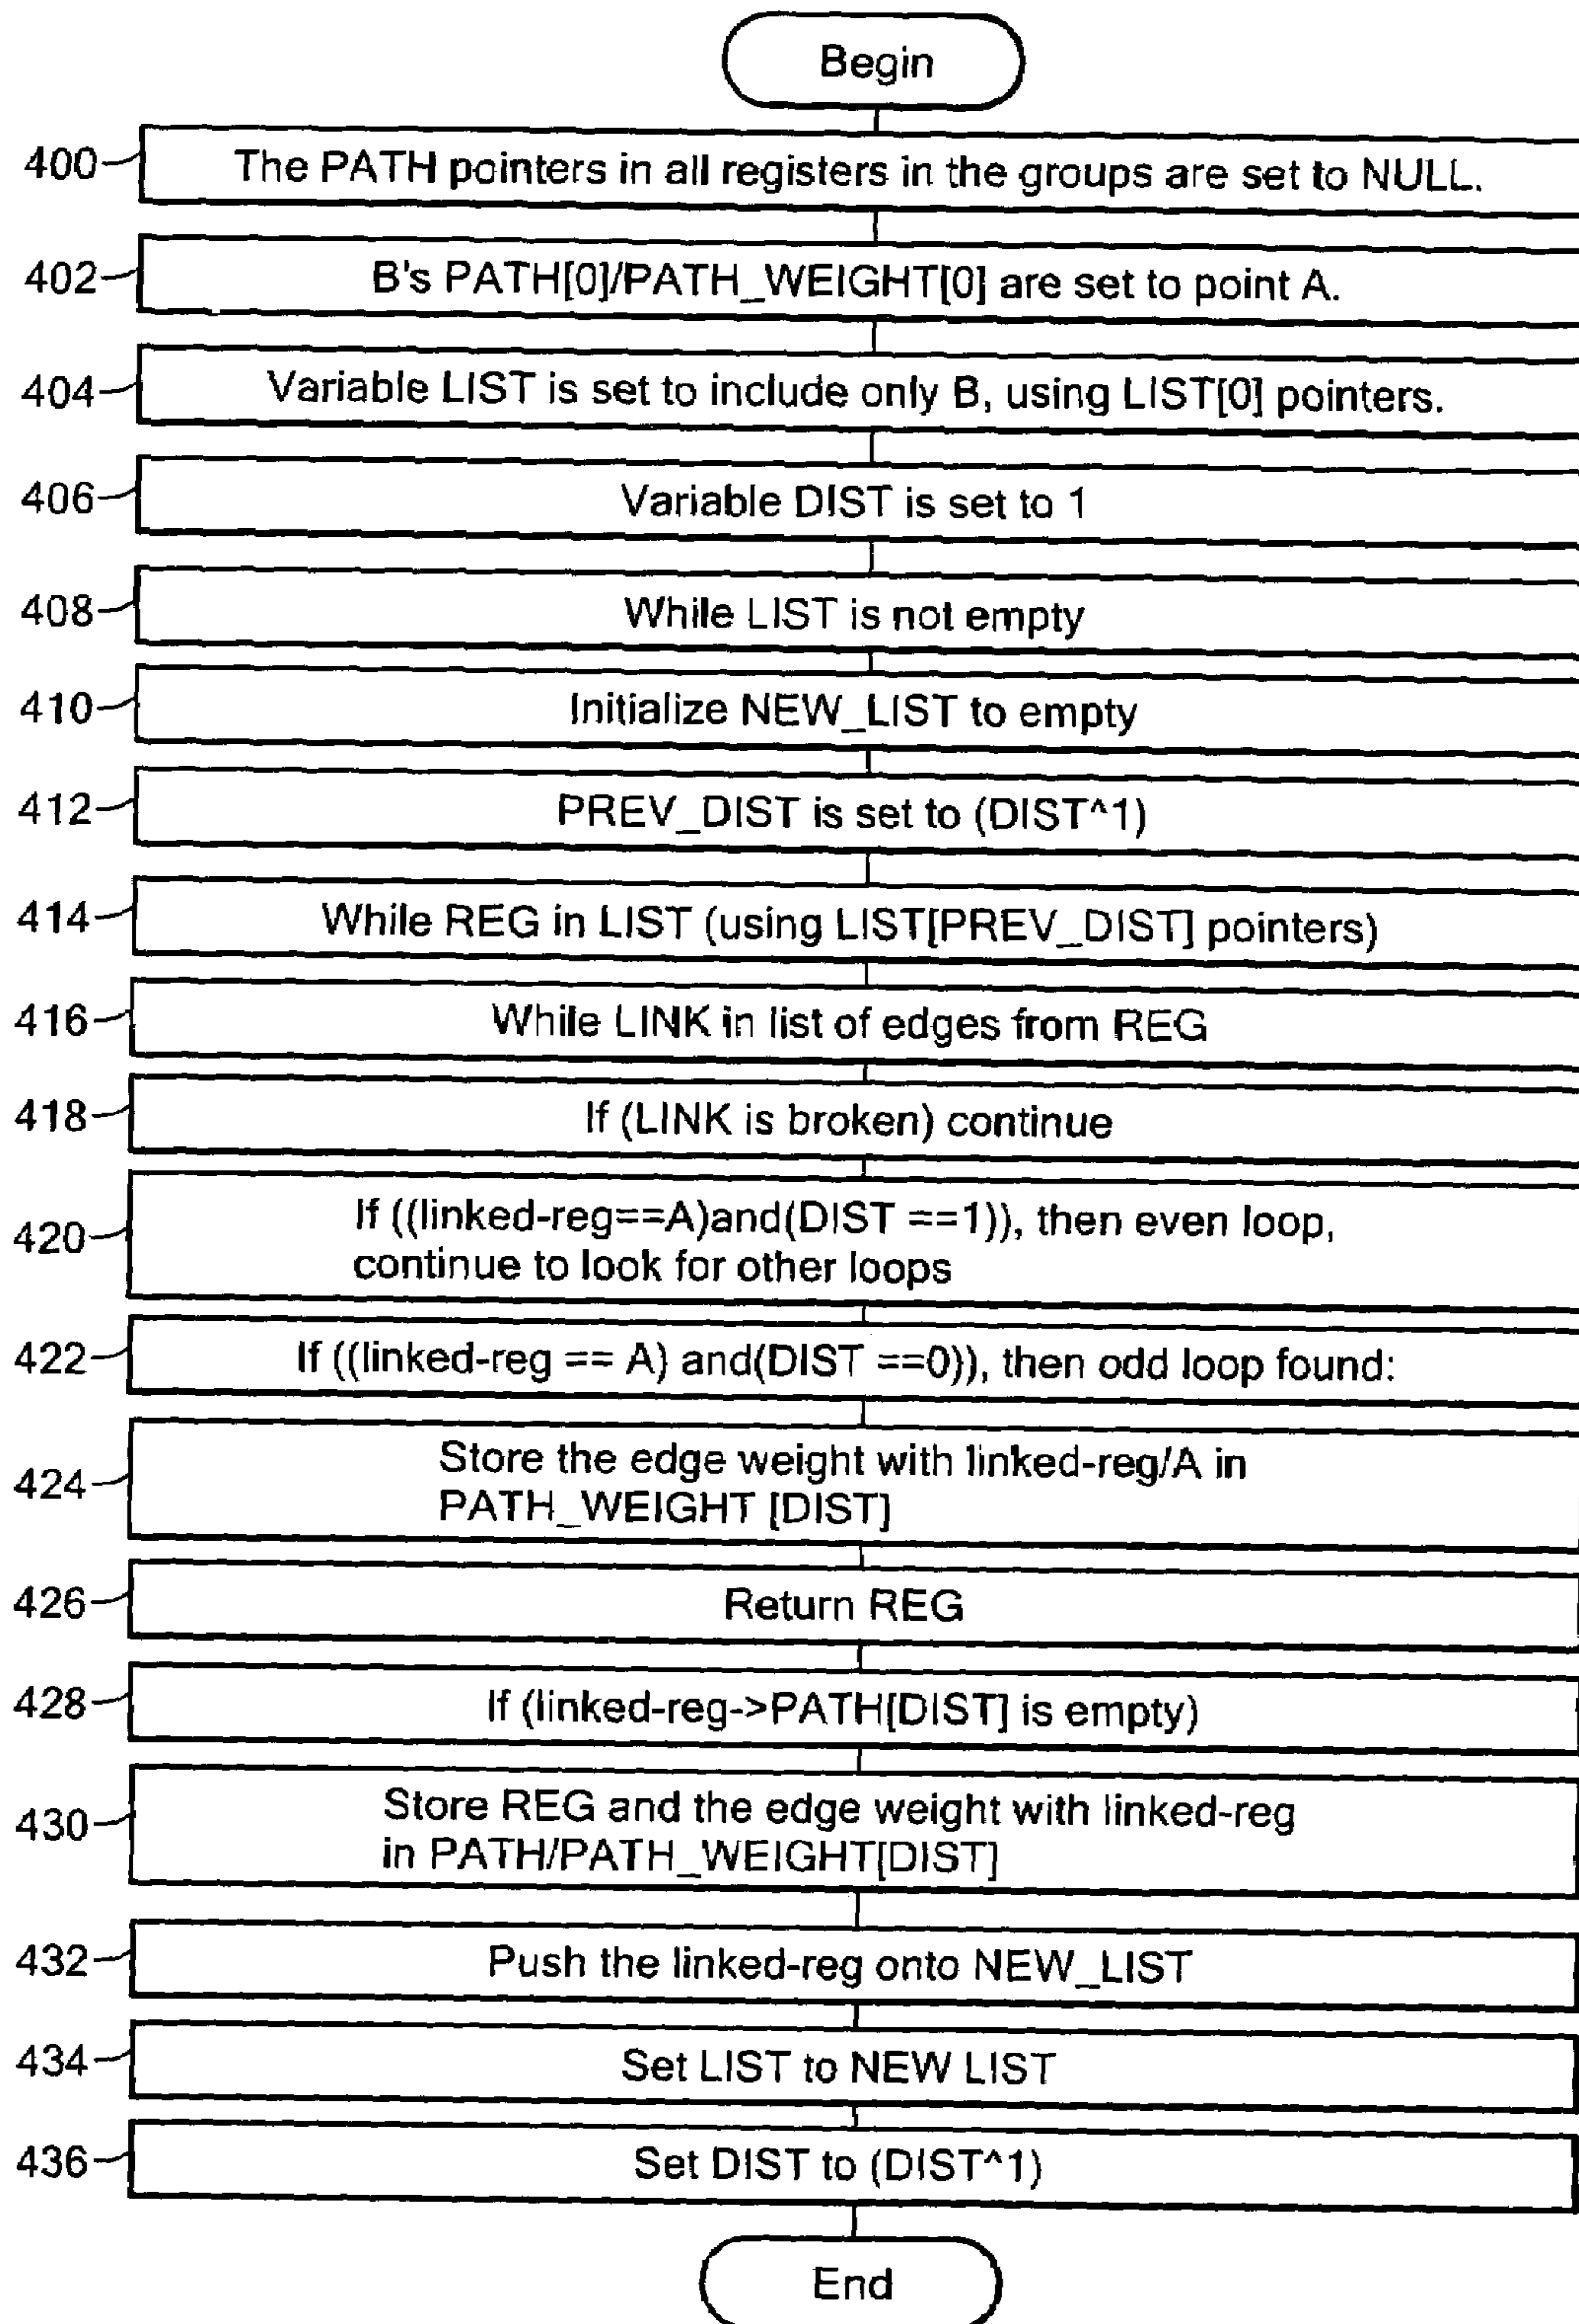 Begin
400 The PATH pointers in all registers in the groups are set to NULL.
402 B's PATH[0]/PATH_WEIGHT[0] are set to point A.
404 Variable LIST is set to include only B, using LIST[0] pointers.
406 Variable DIST is set to 1
408 While LIST is not empty
410 Initialize NEW_LIST to empty
412 PREV_DIST is set to (DIST^1)
414 While REG in LIST (using LIST[PREV_DIST] pointers)
416 While LINK in list of edges from REG
418 If (LINK is broken) continue
420 If ((linked-reg==A)and(DIST ==1)), then even loop,
continue to look for other loops
422 If ((linked-reg == A) and(DIST ==0)), then odd loop found:
424 Store the edge weight with linked-reg/A in
PATH_WEIGHT [DIST]
426 Return REG
428 If (linked-reg->PATH[DIST] is empty)
430 Store REG and the edge weight with linked-reg
in PATH/PATH_WEIGHT[DIST]
432 Push the linked-reg onto NEW_LIST
434 Set LIST to NEW LIST
436 Set DIST to (DIST^1)
End